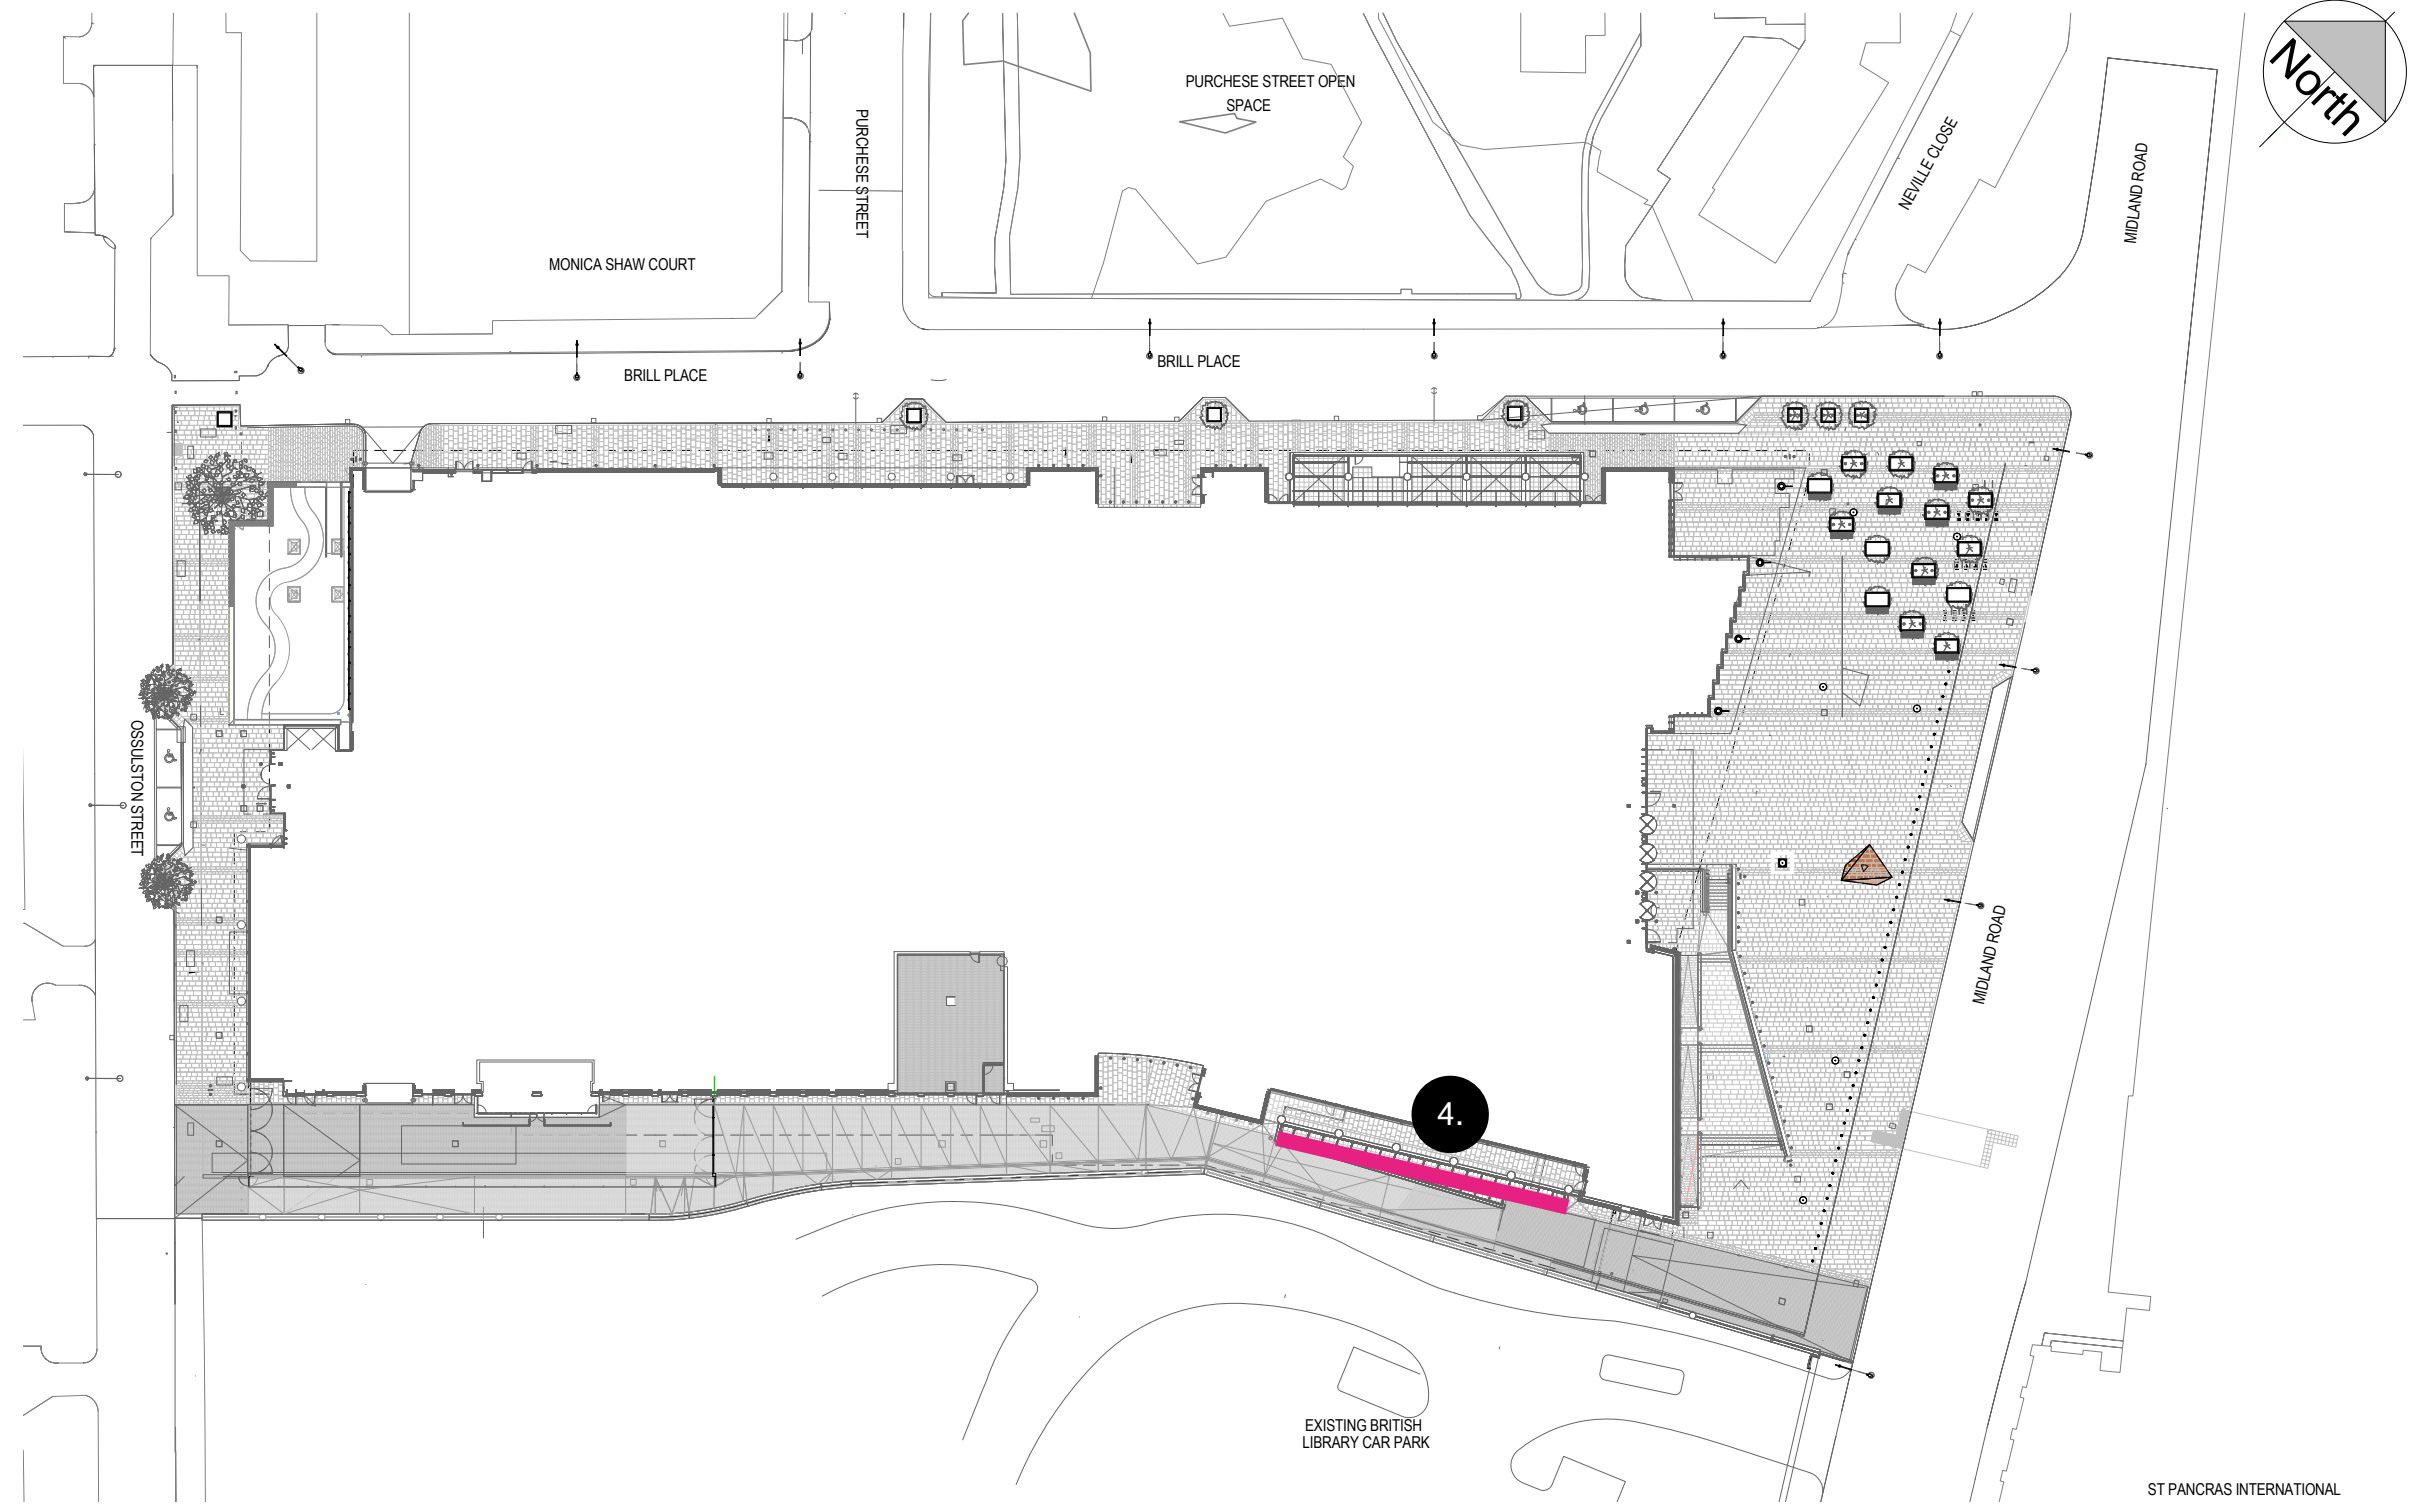 North
PURCHESE STREET OPEN
SPACE
PURCHESE STREET
NEVILLE CLOSE
MIDLAND ROAD
MONICA SHAW COURT
BRILL PLACE
BRILL PLACE
OSSULSTON STREET
MIDLAND ROAD
4.
EXISTING BRITISH
LIBRARY CAR PARK
ST PANCRAS INTERNATIONAL